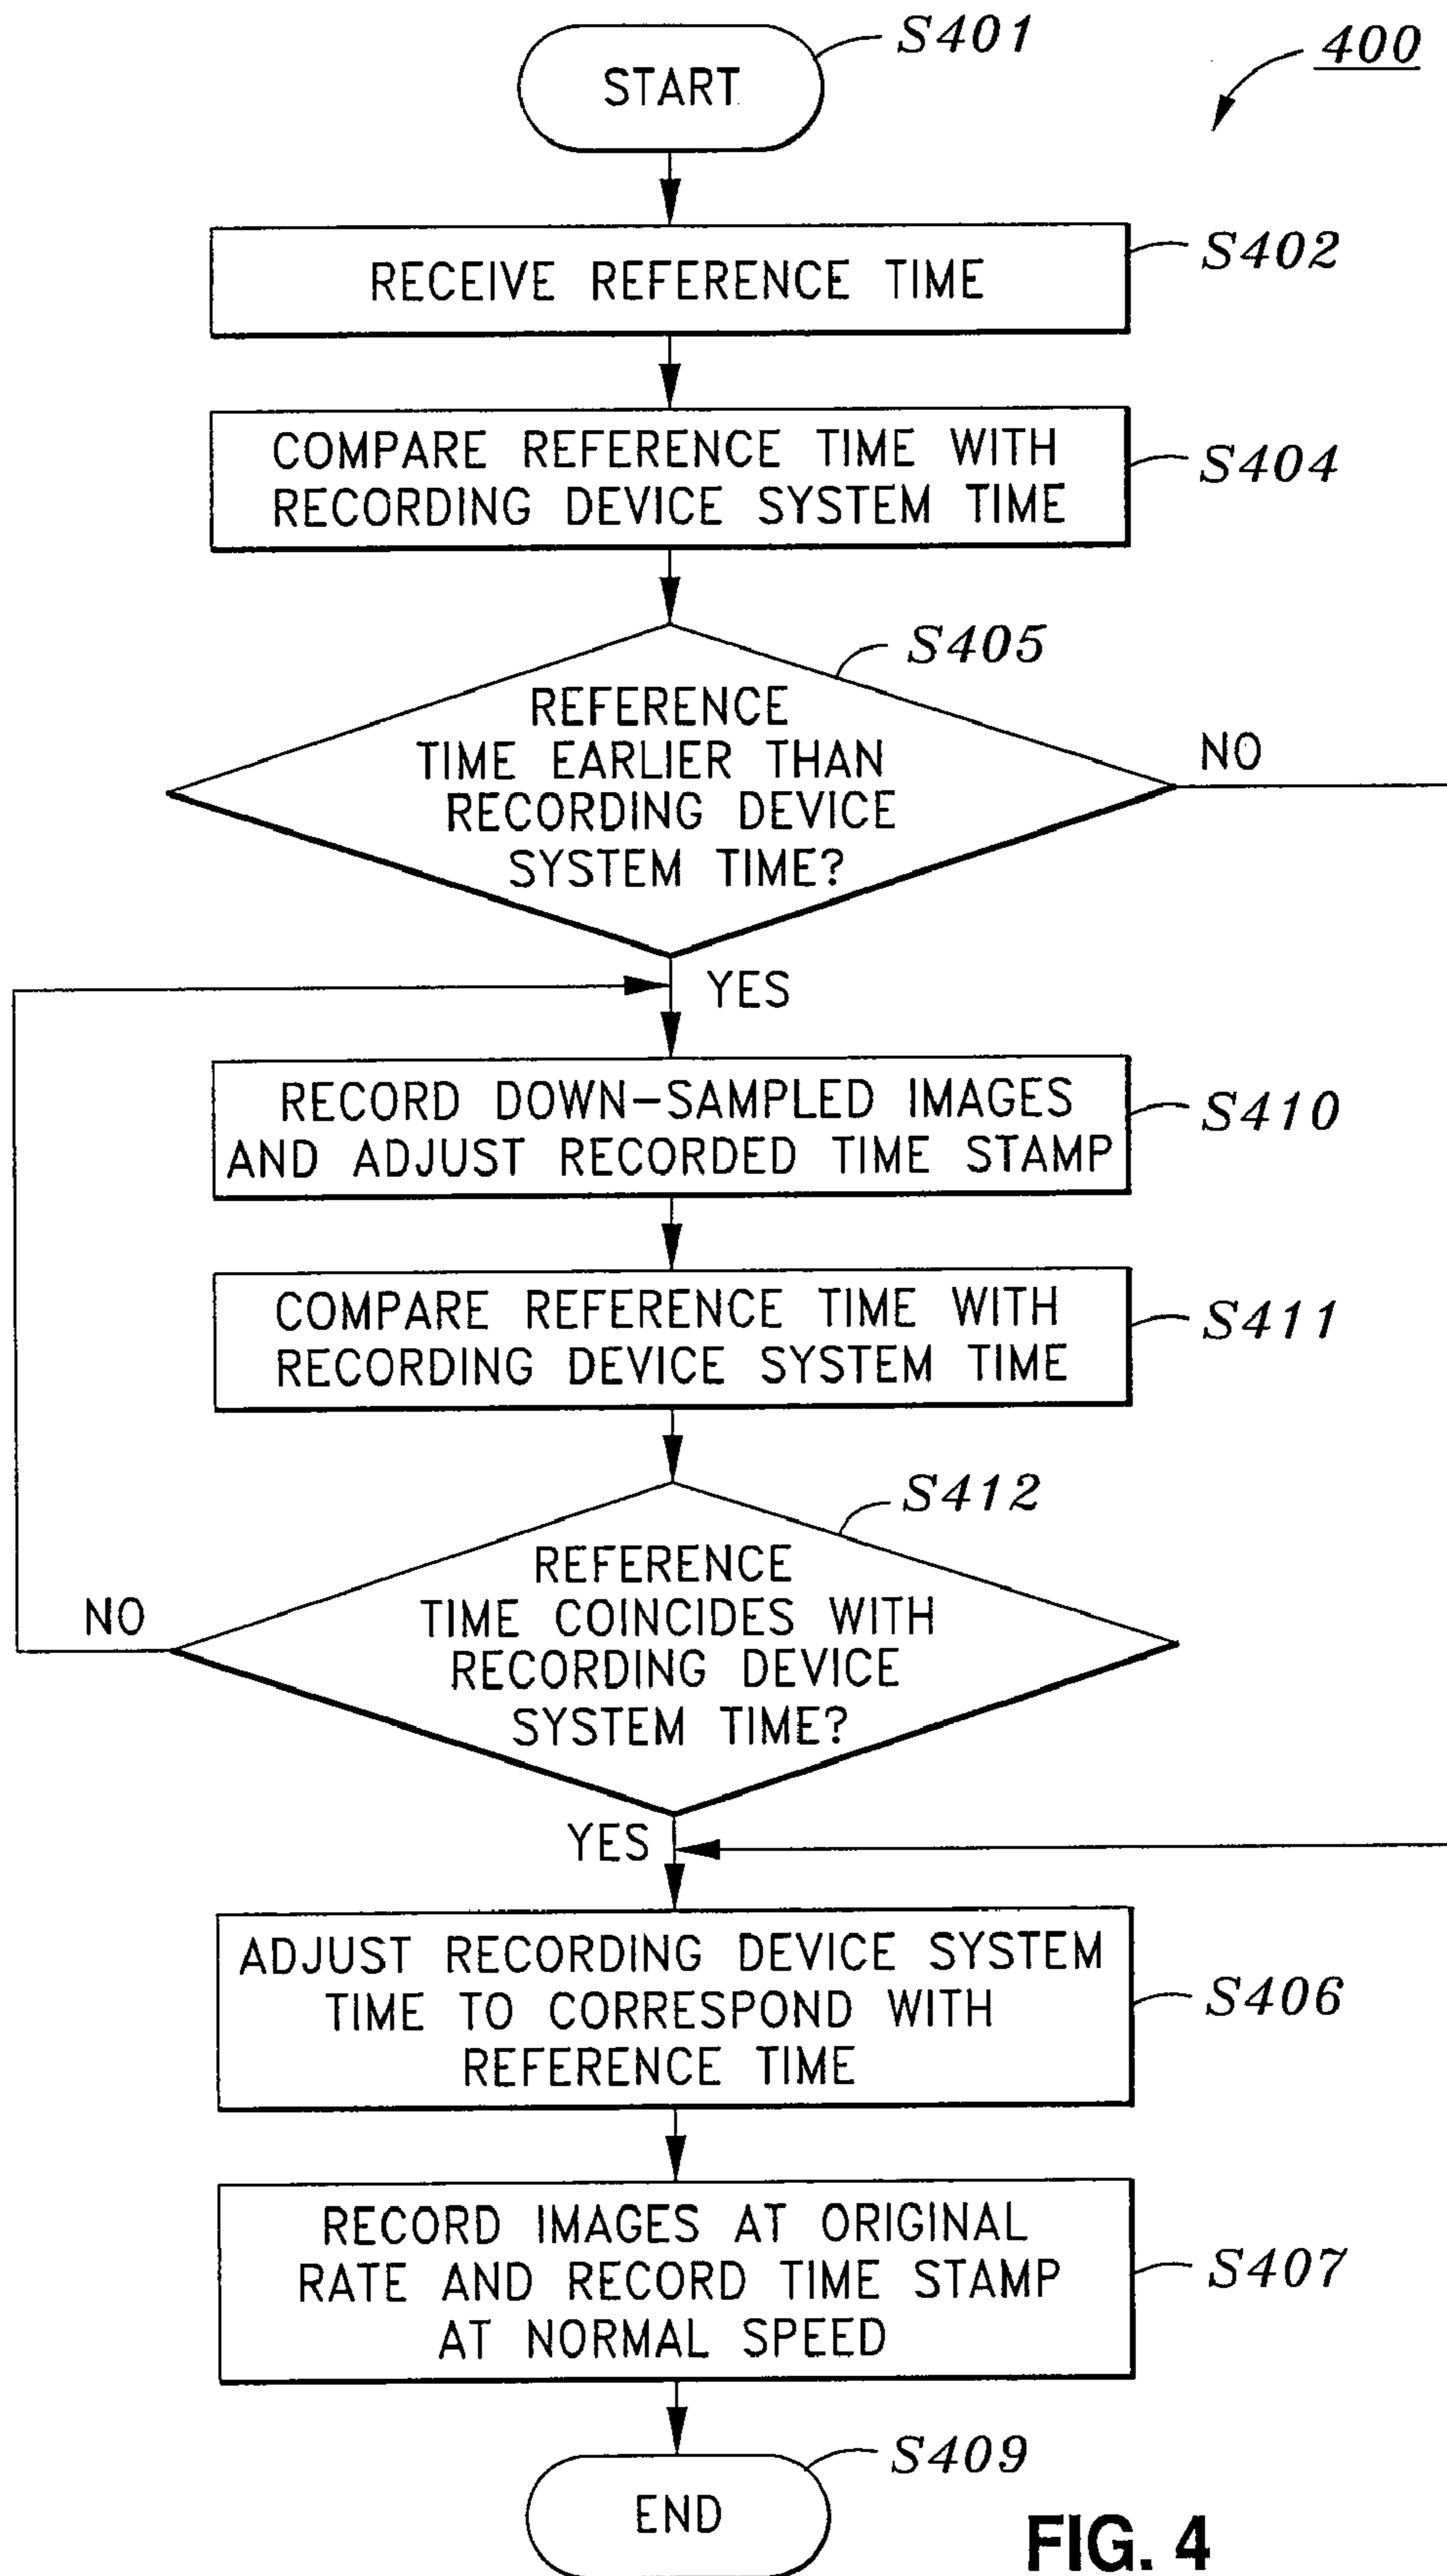 S401
400
START
S402
RECEIVE REFERENCE TIME
COMPARE REFERENCE TIME WITH
RECORDING DEVICE SYSTEM TIME
S404
S405
REFERENCE
TIME EARLIER THAN
RECORDING DEVICE
SYSTEM TIME?
NO
YES
RECORD DOWN-SAMPLED IMAGES
AND ADJUST RECORDED TIME STAMP
S410
COMPARE REFERENCE TIME WITH
RECORDING DEVICE SYSTEM TIME
S411
S412
REFERENCE
TIME COINCIDES WITH
RECORDING DEVICE
SYSTEM TIME?
NO
YES
ADJUST RECORDING DEVICE SYSTEM
TIME TO CORRESPOND WITH
REFERENCE TIME
S406
RECORD IMAGES AT ORIGINAL
RATE AND RECORD TIME STAMP
AT NORMAL SPEED
S407
S409
END
FIG. 4